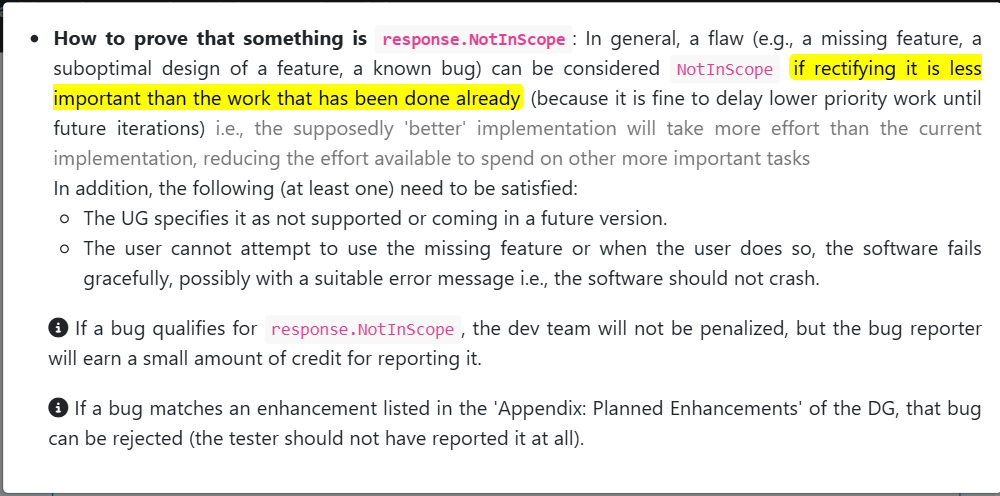 • How to prove that something is response.NotInScope: In general, a flaw (e.g., a missing feature, a
suboptimal design of a feature, a known bug) can be considered NotInScope if rectifying it is less
important than the work that has been done already (because it is fine to delay lower priority work until
future iterations) i.e., the supposedly 'better' implementation will take more effort than the current
implementation, reducing the effort available to spend on other more important tasks
In addition, the following (at least one) need to be satisfied:
○ The UG specifies it as not supported or coming in a future version.
○ The user cannot attempt to use the missing feature or when the user does so, the software fails
gracefully, possibly with a suitable error message i.e., the software should not crash.
If a bug qualifies for response.NotInScope, the dev team will not be penalized, but the bug reporter
will earn a small amount of credit for reporting it.
If a bug matches an enhancement listed in the 'Appendix: Planned Enhancements' of the DG, that bug
can be rejected (the tester should not have reported it at all).